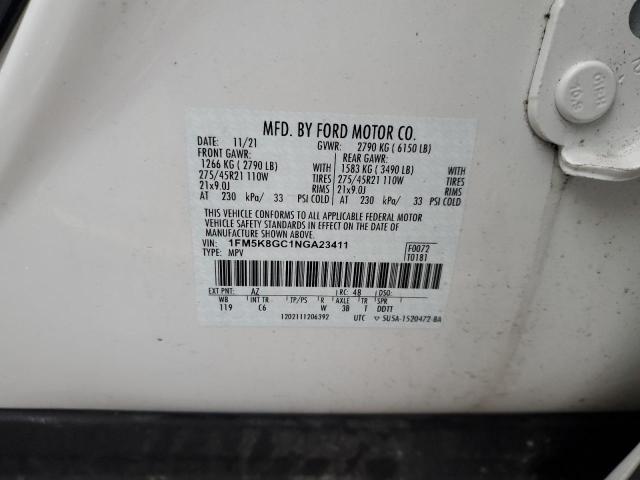 MFD. BY FORD MOTOR CO.
DATE: 11/21 GVWR: 2790 KG ( 6150 LB)
FRONT GAWR: REAR GAWR:
1266 KG ( 2790 LB) WITH 1583 KG ( 3490 LB) WITH
275/45R21 110W TIRES 275/45R21 110W TIRES
21x9.0J RIMS 21x9.0J RIMS
AT 230 kPa/ 33 PSI COLD AT 230 kPa/ 33 PSI COLD
THIS VEHICLE CONFORMS TO ALL APPLICABLE FEDERAL MOTOR
VEHICLE SAFETY STANDARDS IN EFFECT ON THE DATE OF
MANUFACTURE SHOWN ABOVE.
VIN: 1FM5K8GC1NGA23411 F0072
TYPE: MPV T0181
EXT PNT: AZ RC: 48 DSO:
WB INT TR TP/PS R AXLE TR SPR
119 C6 W 3B T DDTT
1202111206392 UTC SU5A-1520472-BA